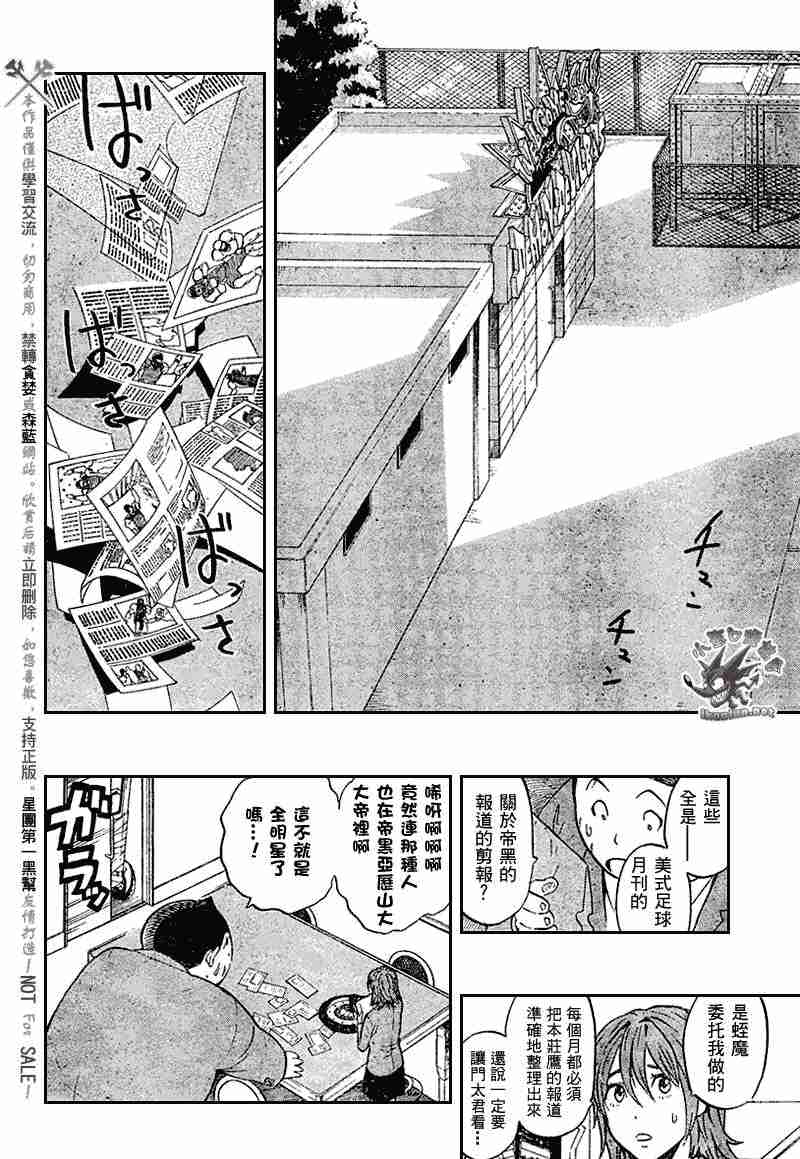 チュン
チュン
ばっさ
ばっさ
ばっさ
這些
全是—
美式足球
月刊的
關於帝黑的
報道的剪報？
是蛭魔
委托我做的
每個月都必須
把本莊鷹的報道
準確地整理出來
還說一定要
讓門太君看…
唏呀啊啊啊
竟然連那種人
也在帝黑亞歷山大
大帝裡啊
這不就是
全明星了
嗎…！
ガラッ
本作品僅供學習交流，切勿商用，禁轉貪婪或森藍網站。欣賞后請立即刪除，如您喜歡，支持正版。星團第一黑幫友情打造—NOT For SALE—